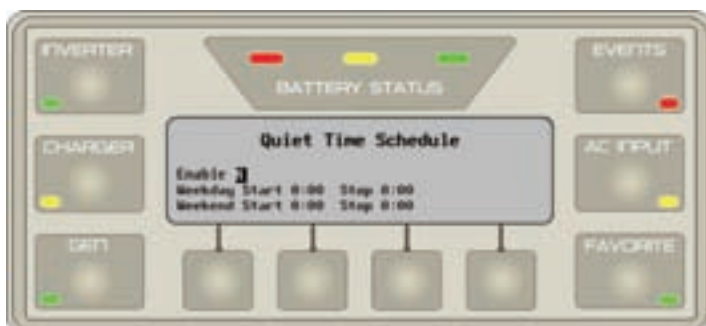 INVERTER
EVENTS
BATTERY STATUS
CHARGER
Quiet Time Schedule
AC INPUT
Enable
Weekday Start 0:00 Stop 0:00
Weekend Start 0:00 Stop 0:00
GEN
FAVORITE